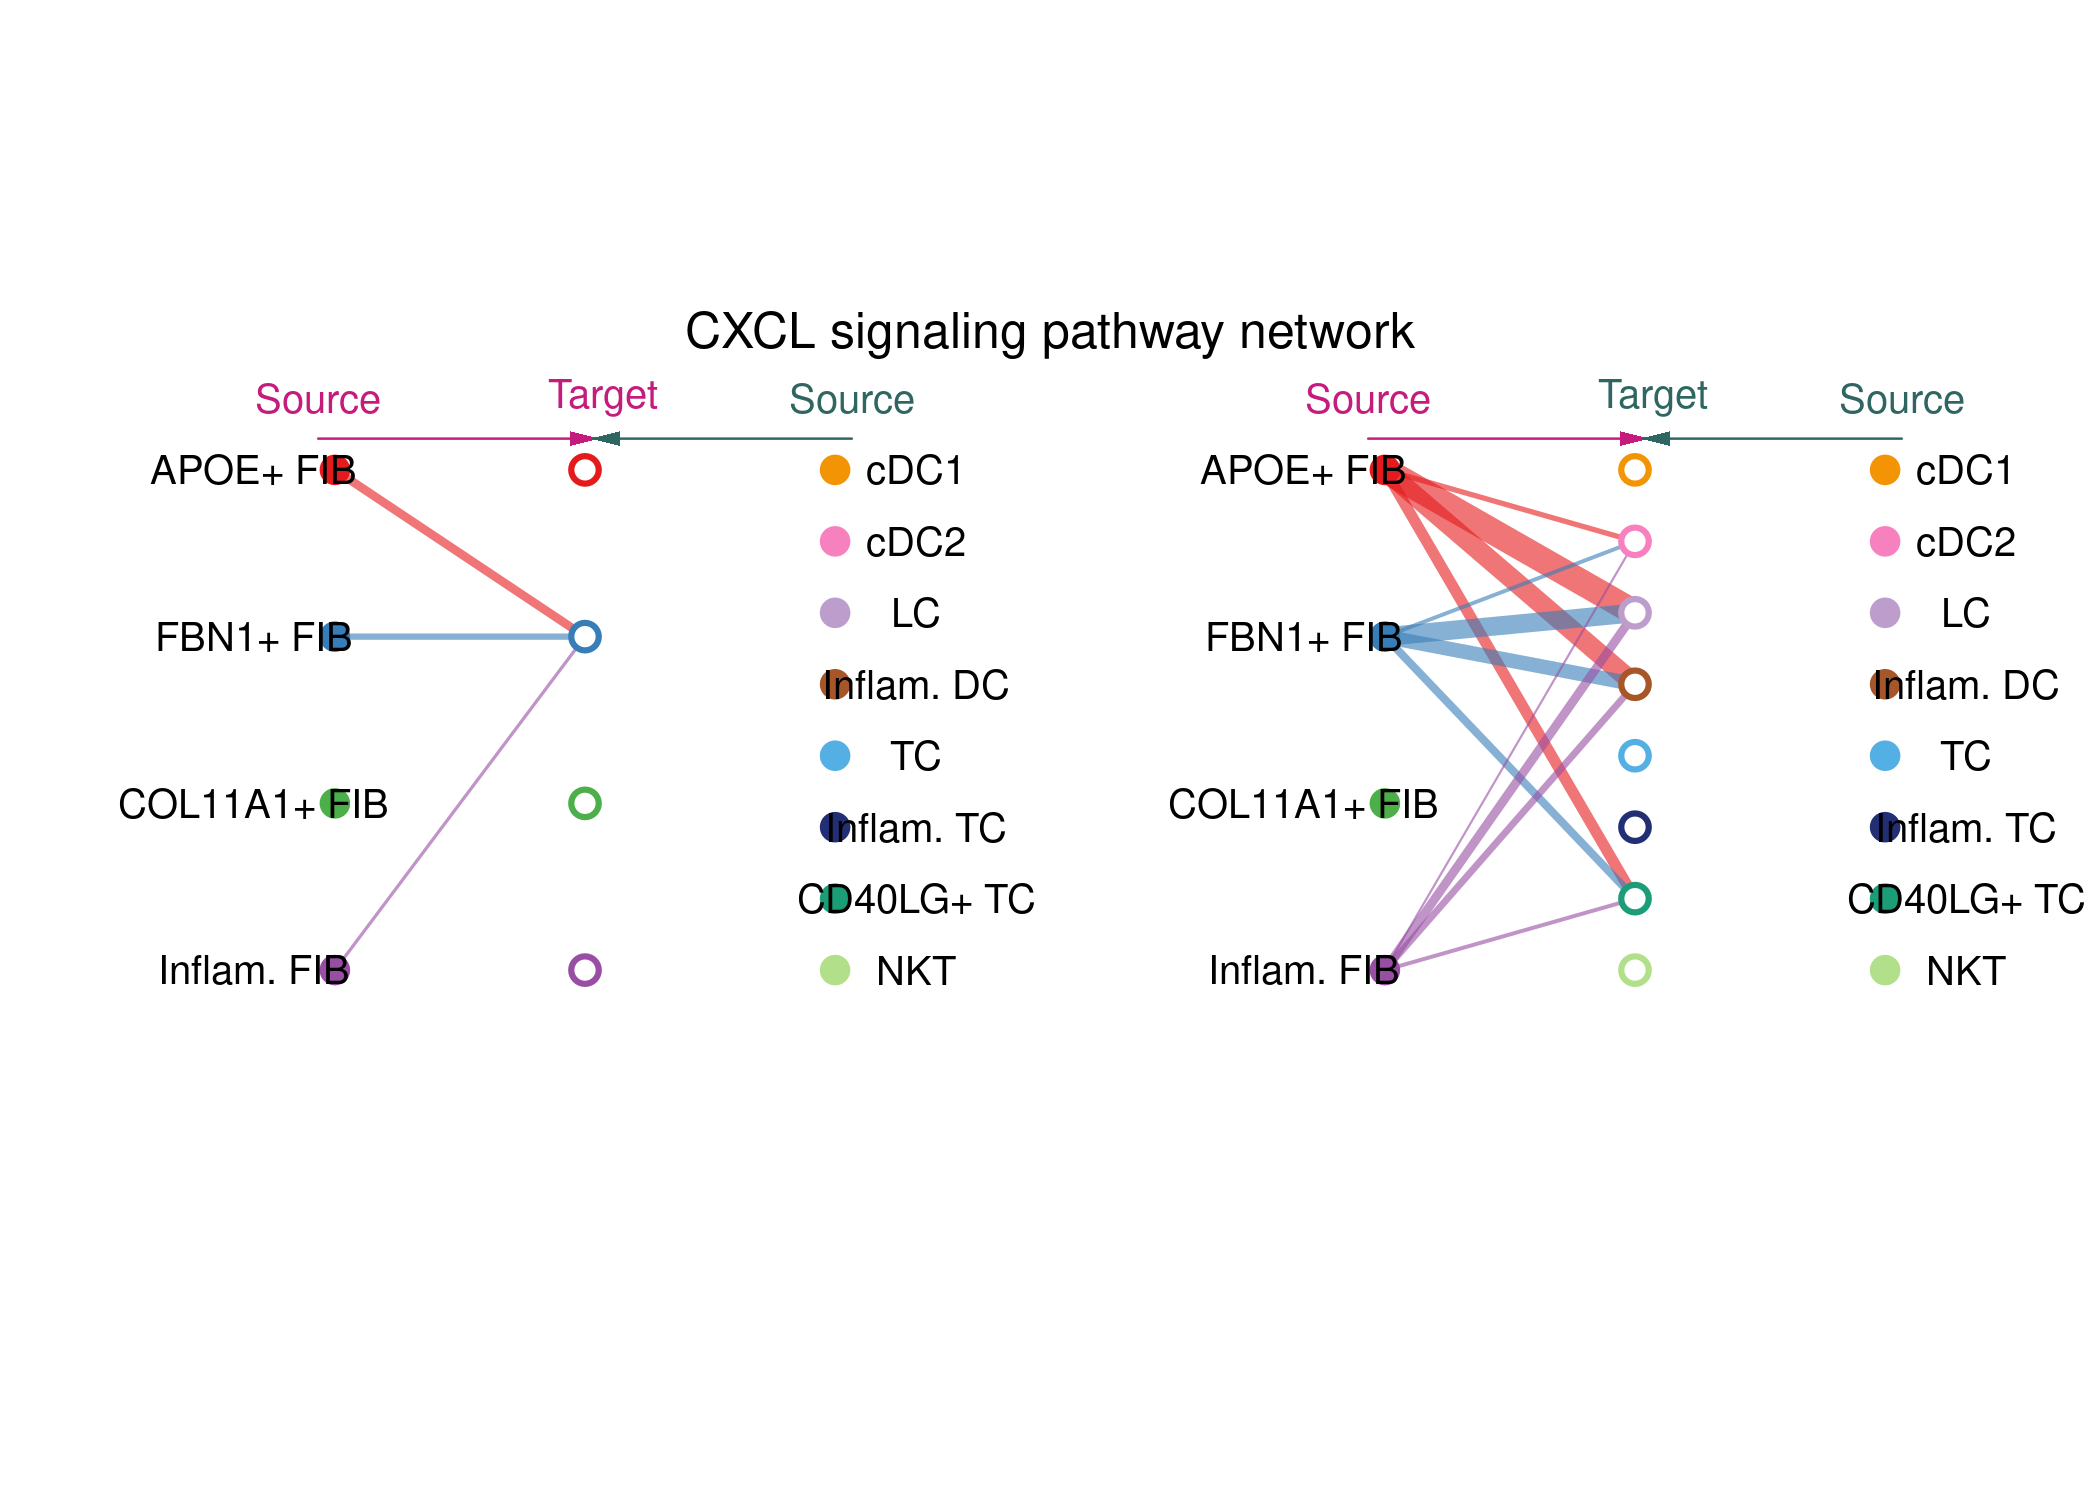 CXCL signaling pathway network
Source Target Source
APOE+ FIB
FBN1+ FIB
COL11A1+ FIB
Inflam. FIB
cDC1
cDC2
LC
Inflam. DC
TC
Inflam. TC
CD40LG+ TC
NKT
Source Target Source
APOE+ FIB
FBN1+ FIB
COL11A1+ FIB
Inflam. FIB
cDC1
cDC2
LC
Inflam. DC
TC
Inflam. TC
CD40LG+ TC
NKT